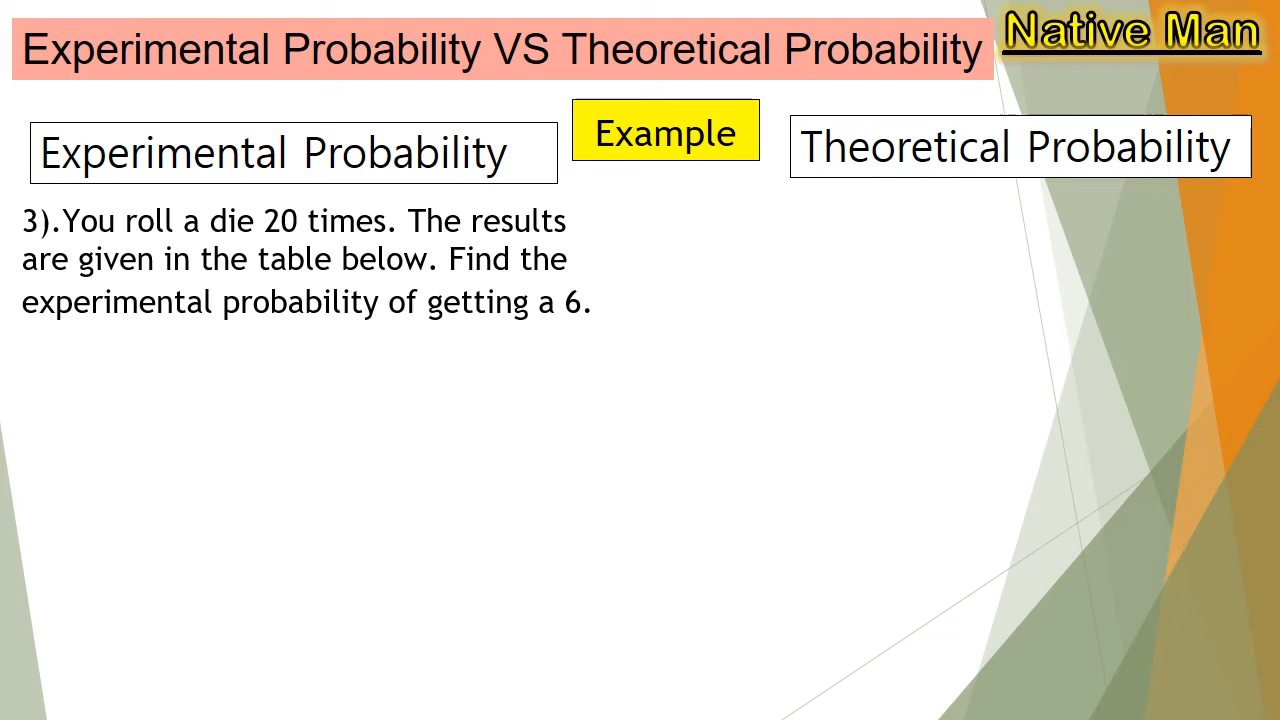 Experimental Probability VS Theoretical Probability
Native Man
Experimental Probability
Example
Theoretical Probability
3).You roll a die 20 times. The results
are given in the table below. Find the
experimental probability of getting a 6.